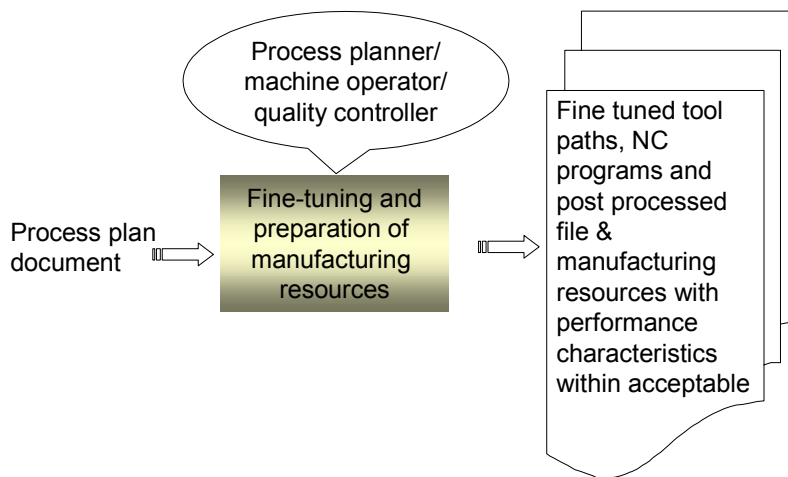 Process planner/
machine operator/
quality controller
Fine-tuning and
preparation of
manufacturing
resources
Process plan
document
Fine tuned tool
paths, NC
programs and
post processed
file &
manufacturing
resources with
performance
characteristics
within acceptable